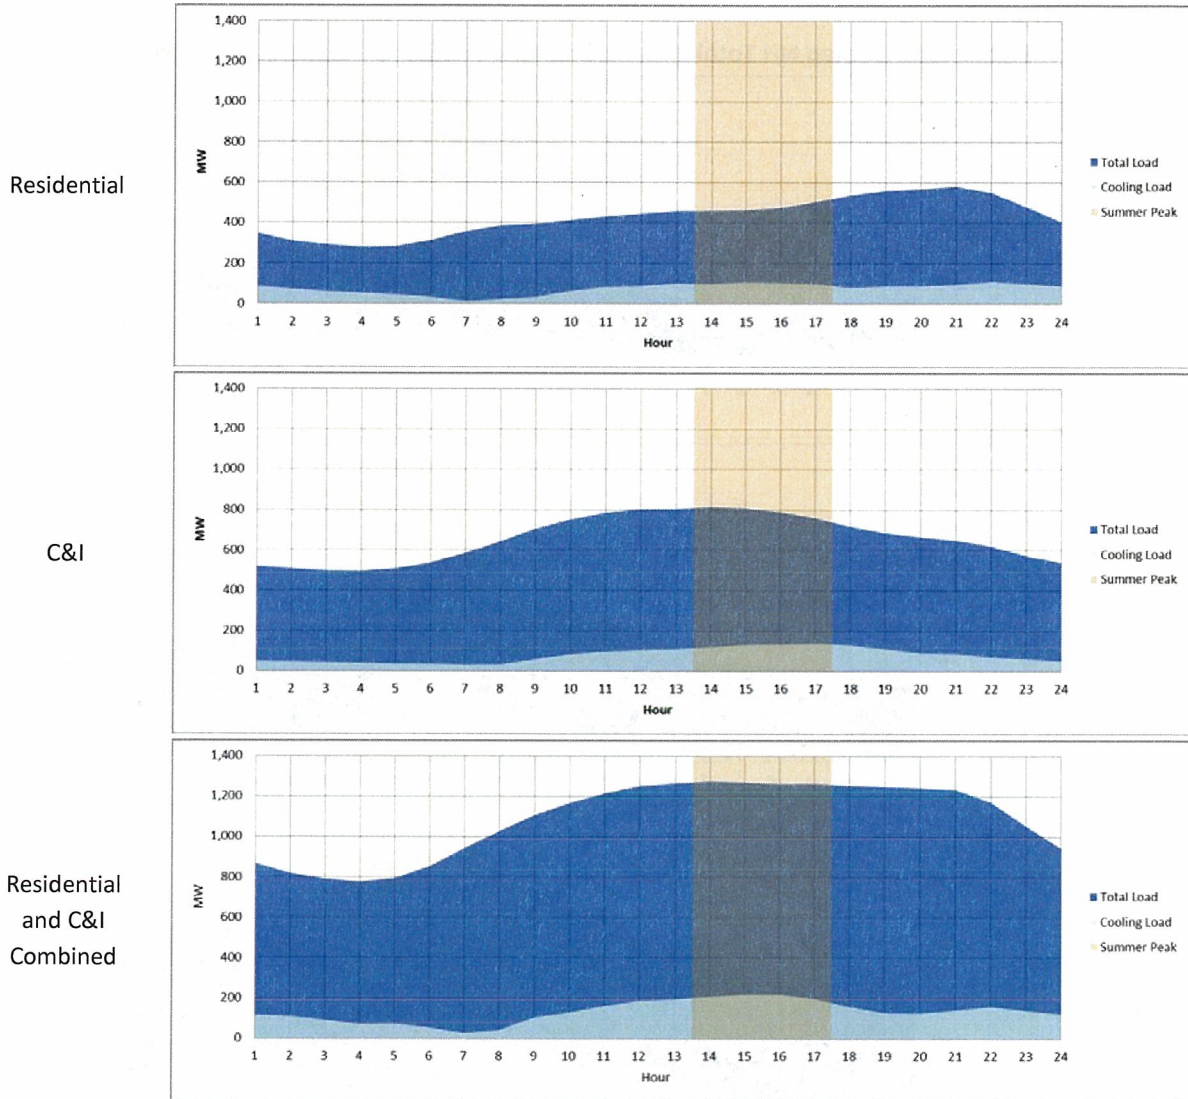 Residential
1,400
1,200
1,000
800
600
400
200
0
MW
1 2 3 4 5 6 7 8 9 10 11 12 13 14 15 16 17 18 19 20 21 22 23 24
Hour
Total Load
Cooling Load
Summer Peak
C&I
1,400
1,200
1,000
800
600
400
200
0
MW
1 2 3 4 5 6 7 8 9 10 11 12 13 14 15 16 17 18 19 20 21 22 23 24
Hour
Total Load
Cooling Load
Summer Peak
Residential
and C&I
Combined
1,400
1,200
1,000
800
600
400
200
0
MW
1 2 3 4 5 6 7 8 9 10 11 12 13 14 15 16 17 18 19 20 21 22 23 24
Hour
Total Load
Cooling Load
Summer Peak